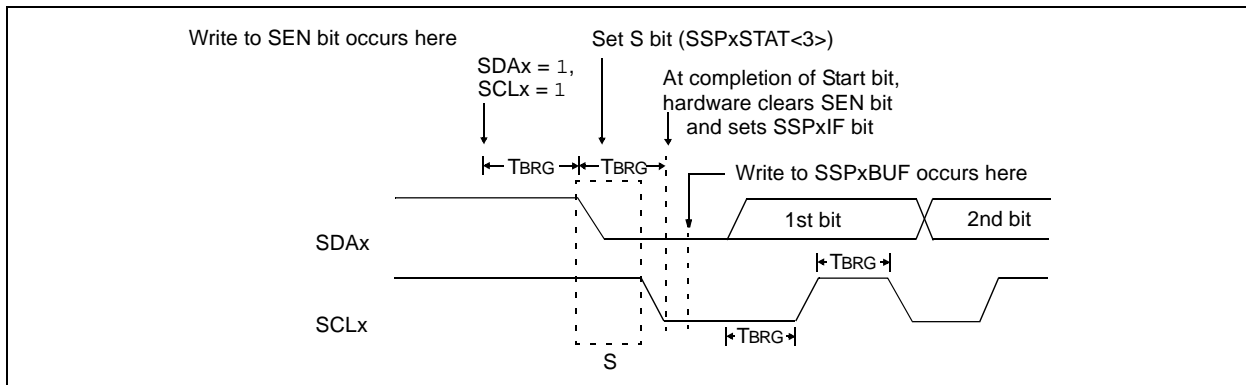 Write to SEN bit occurs here
Set S bit (SSPxSTAT<3>)
SDAx = 1,
SCLx = 1
At completion of Start bit,
hardware clears SEN bit
and sets SSPxIF bit
TBRG
TBRG
Write to SSPxBUF occurs here
SDAx
1st bit
2nd bit
TBRG
SCLx
TBRG
S